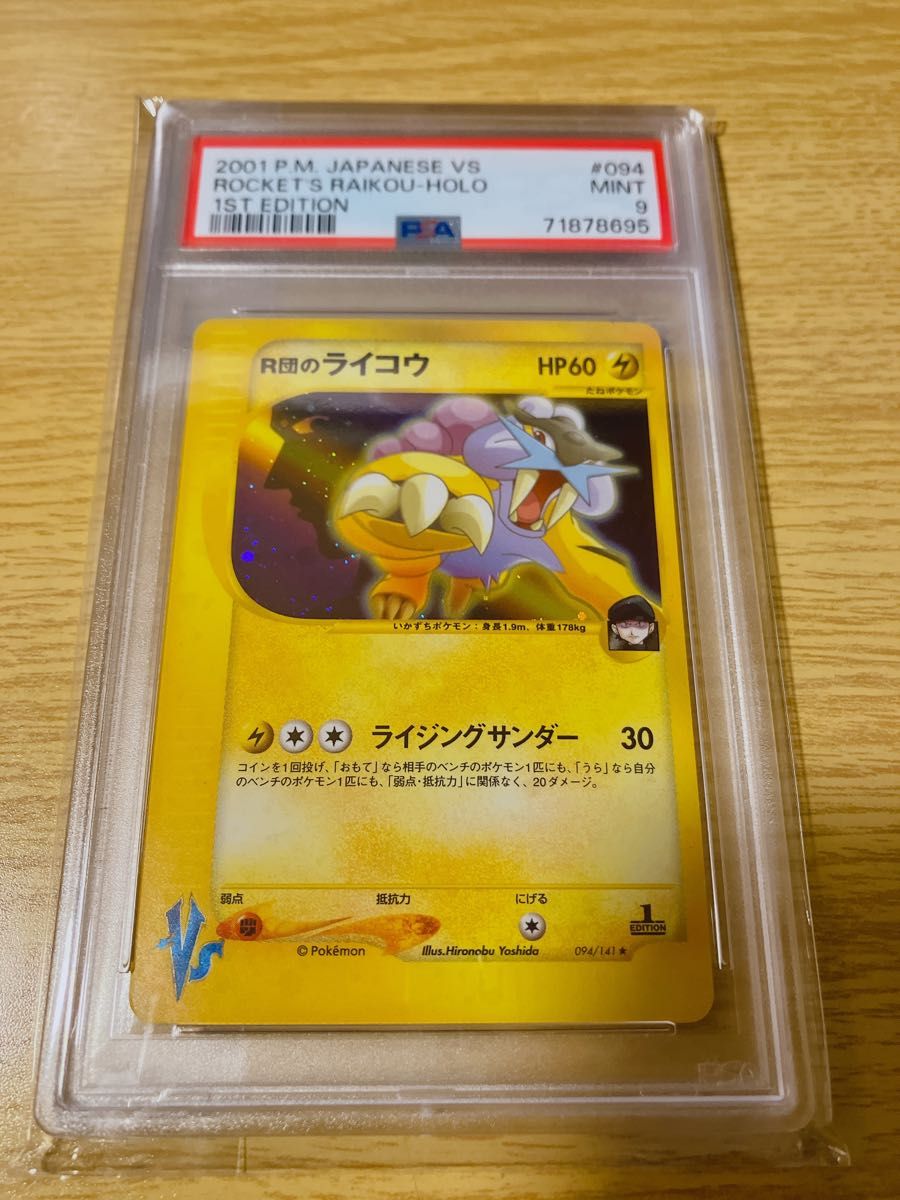 2001 P.M. JAPANESE VS #094
ROCKET'S RAIKOU-HOLO MINT
1ST EDITION 9
PSA 71878695
R団のライコウ HP60
たねポケモン
いかずちポケモン：身長1.9m、体重178kg
ライジングサンダー 30
コインを1回投げ、「おもて」なら相手のベンチのポケモン1匹にも、「うら」なら自分
のベンチのポケモン1匹にも、「弱点・抵抗力」に関係なく、20ダメージ。
弱点 抵抗力 にげる
1
EDITION
VS
© Pokémon Illus.Hironobu Yoshida 094/141★